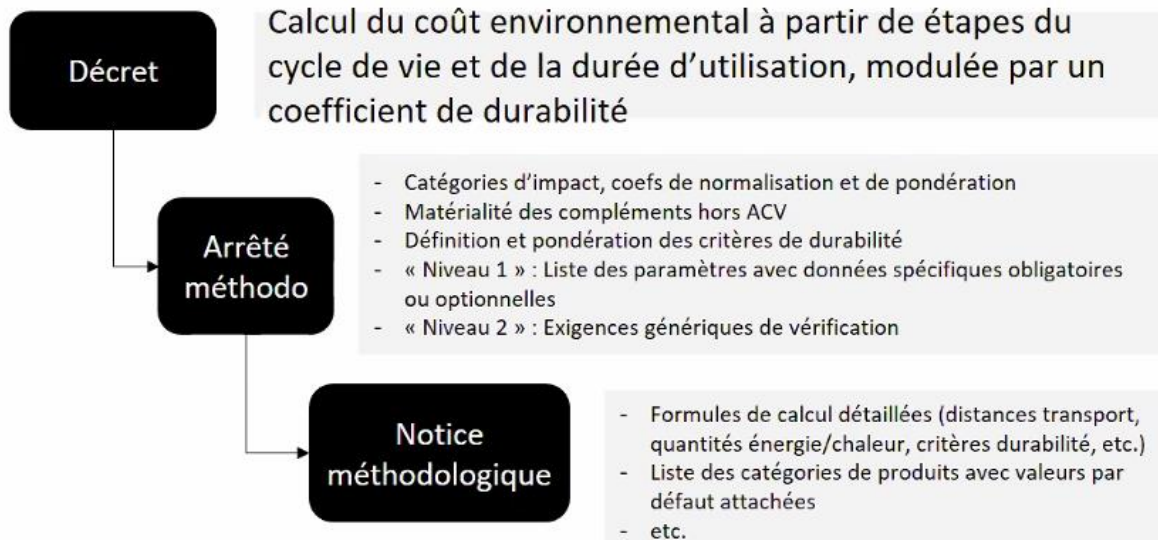 Décret
Calcul du coût environnemental à partir de étapes du
cycle de vie et de la durée d’utilisation, modulée par un
coefficient de durabilité
Arrêté
méthodo
- Catégories d’impact, coefs de normalisation et de pondération
- Matérialité des compléments hors ACV
- Définition et pondération des critères de durabilité
- « Niveau 1 » : Liste des paramètres avec données spécifiques obligatoires
ou optionnelles
- « Niveau 2 » : Exigences génériques de vérification
Notice
méthodologique
- Formules de calcul détaillées (distances transport,
quantités énergie/chaleur, critères durabilité, etc.)
- Liste des catégories de produits avec valeurs par
défaut attachées
- etc.